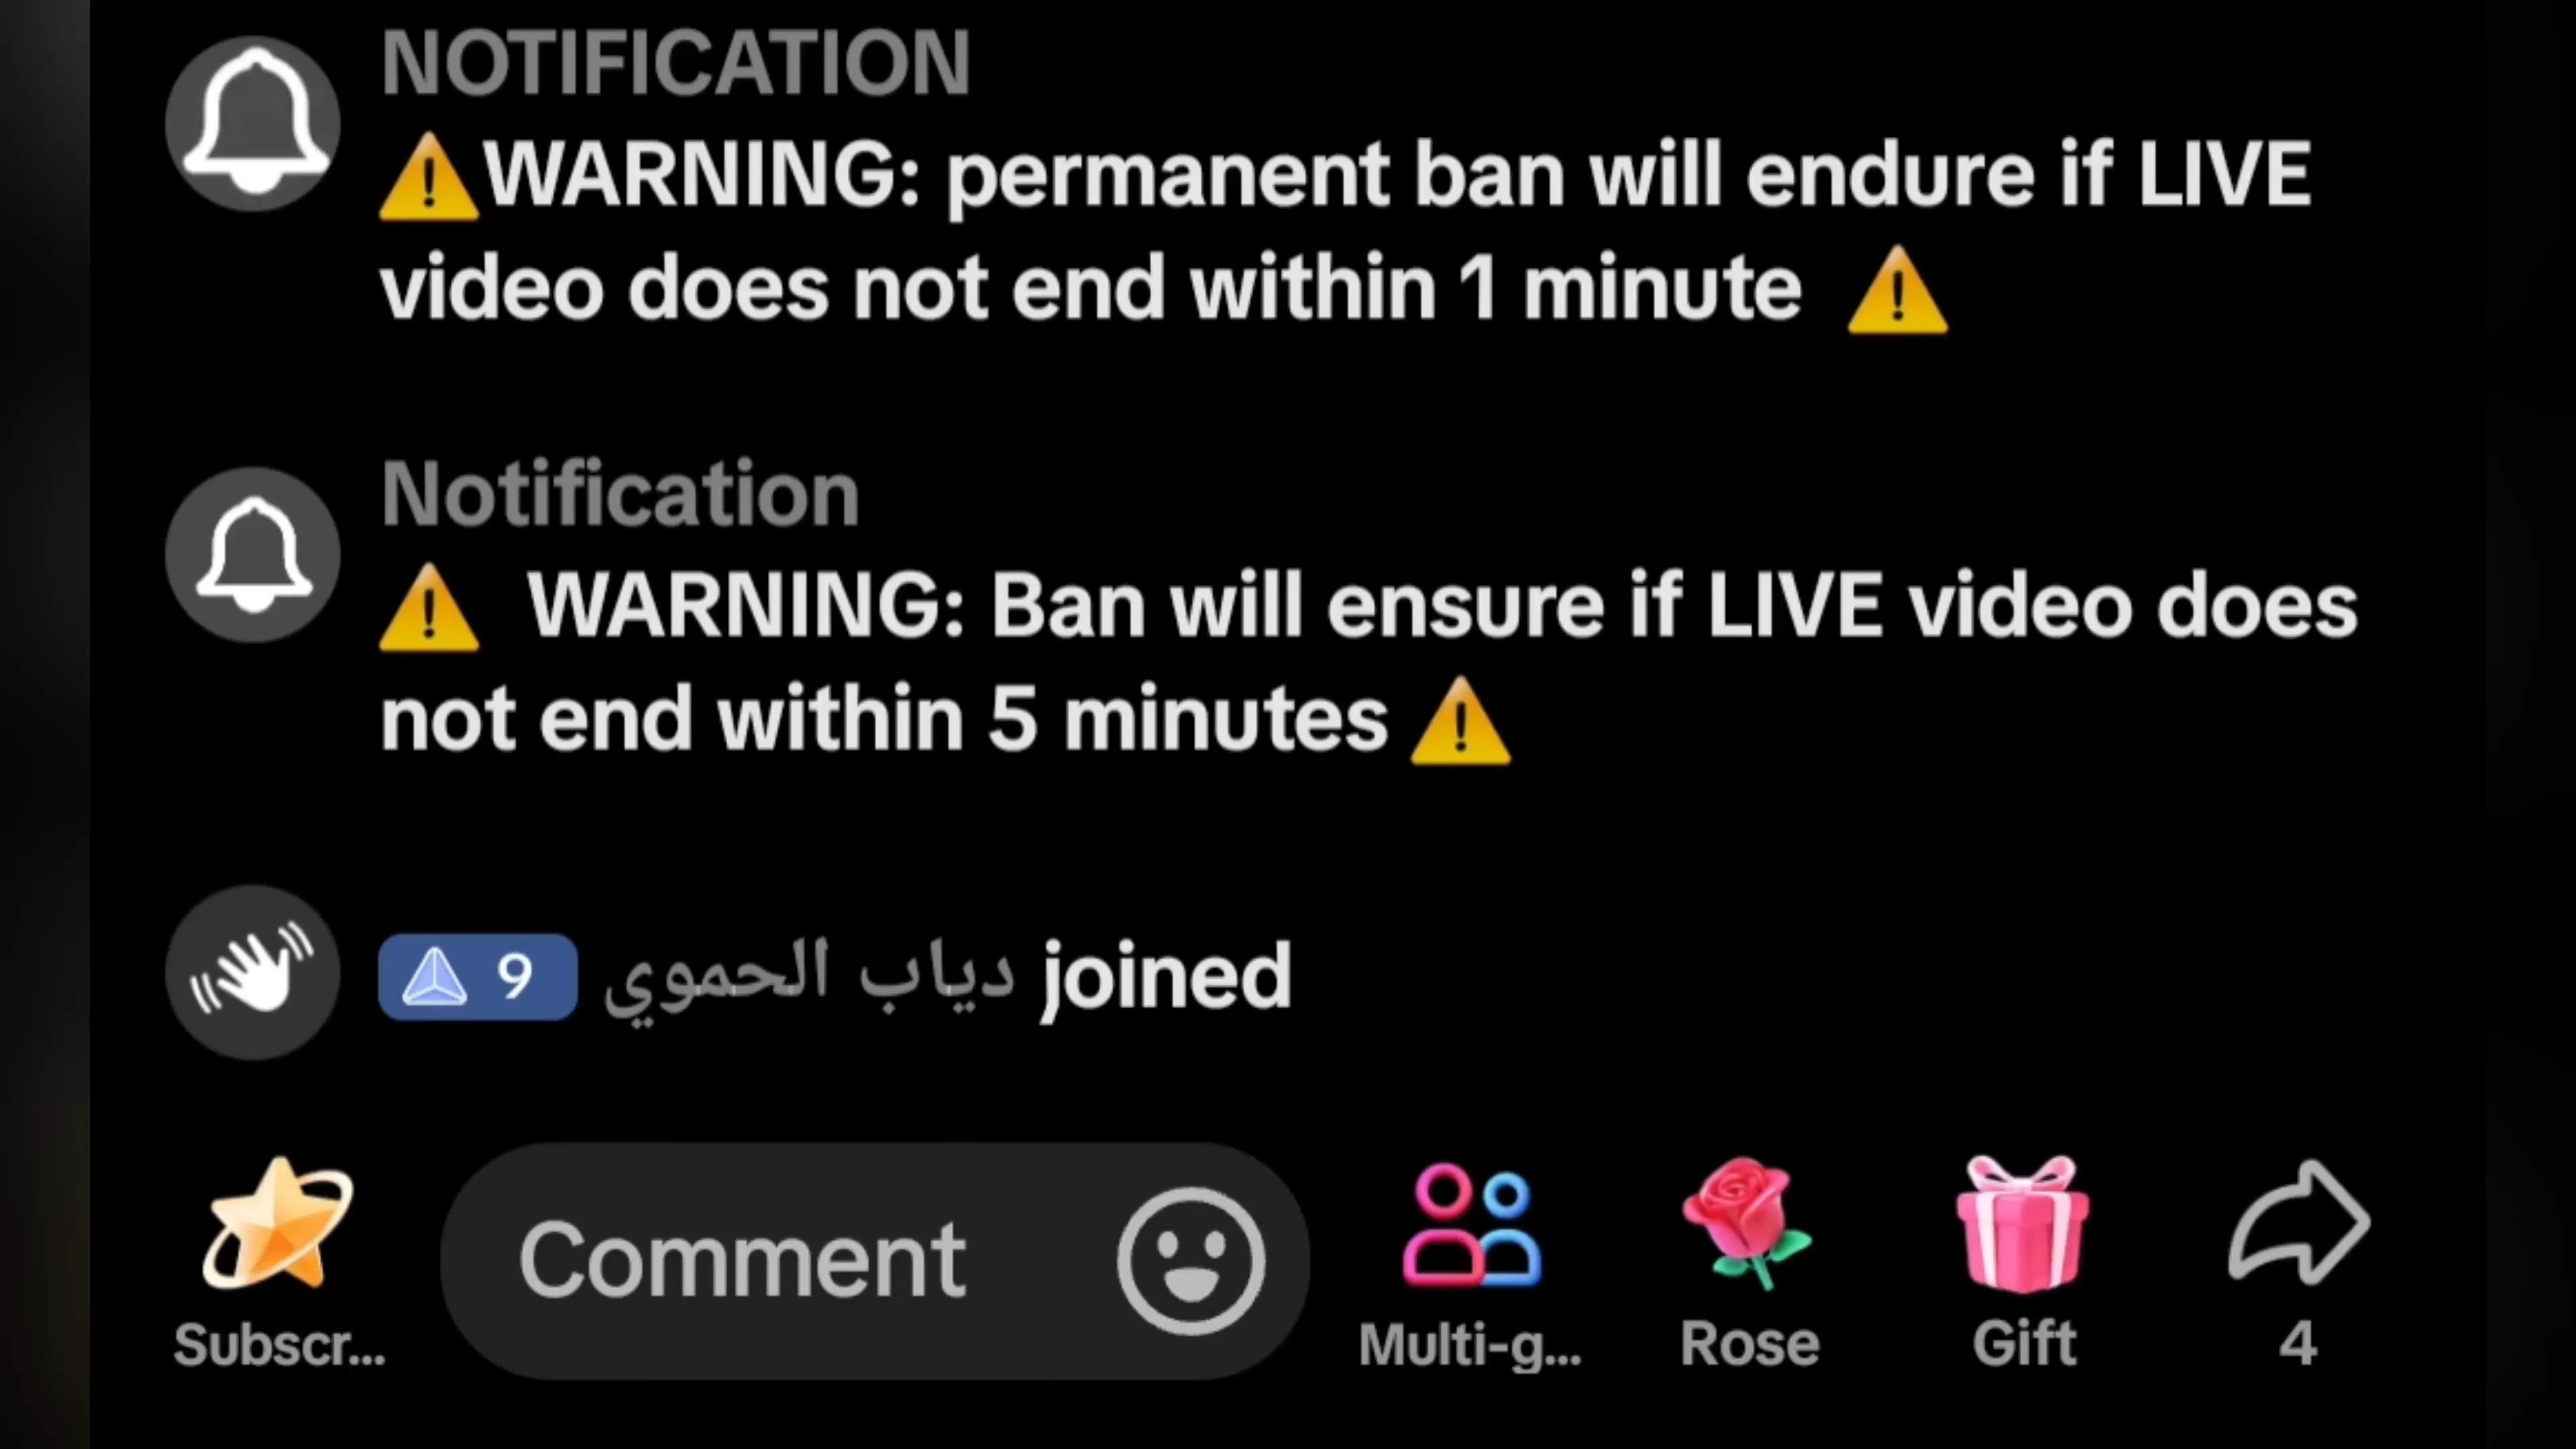 NOTIFICATION
⚠️WARNING: permanent ban will endure if LIVE
video does not end within 1 minute ⚠️
Notification
⚠️ WARNING: Ban will ensure if LIVE video does
not end within 5 minutes ⚠️
9 دياب الحموي joined
Comment
Subscr... Multi-g... Rose Gift 4